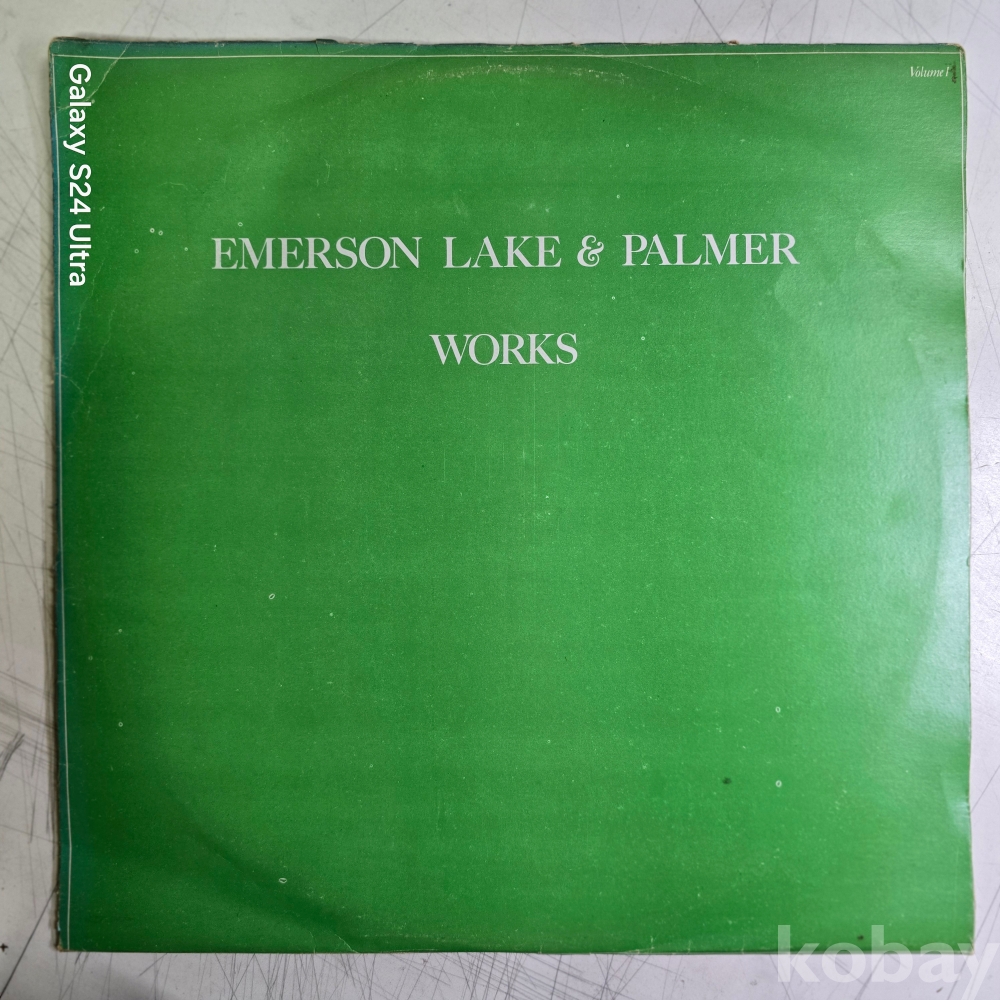 Volume 1
EMERSON LAKE & PALMER
WORKS
Galaxy S24 Ultra
kobay